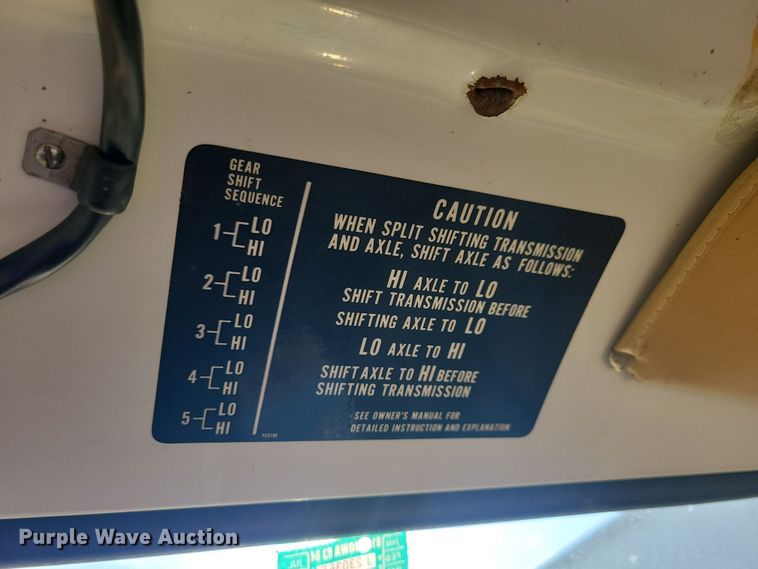 GEAR
SHIFT
SEQUENCE
1 LO
HI
2 LO
HI
3 LO
HI
4 LO
HI
5 LO
HI
CAUTION
WHEN SPLIT SHIFTING TRANSMISSION
AND AXLE, SHIFT AXLE AS FOLLOWS:
HI AXLE TO LO
SHIFT TRANSMISSION BEFORE
SHIFTING AXLE TO LO
LO AXLE TO HI
SHIFT AXLE TO HI BEFORE
SHIFTING TRANSMISSION
-SEE OWNER'S MANUAL FOR
DETAILED INSTRUCTION AND EXPLANATION
Purple Wave Auction
IOWA 83